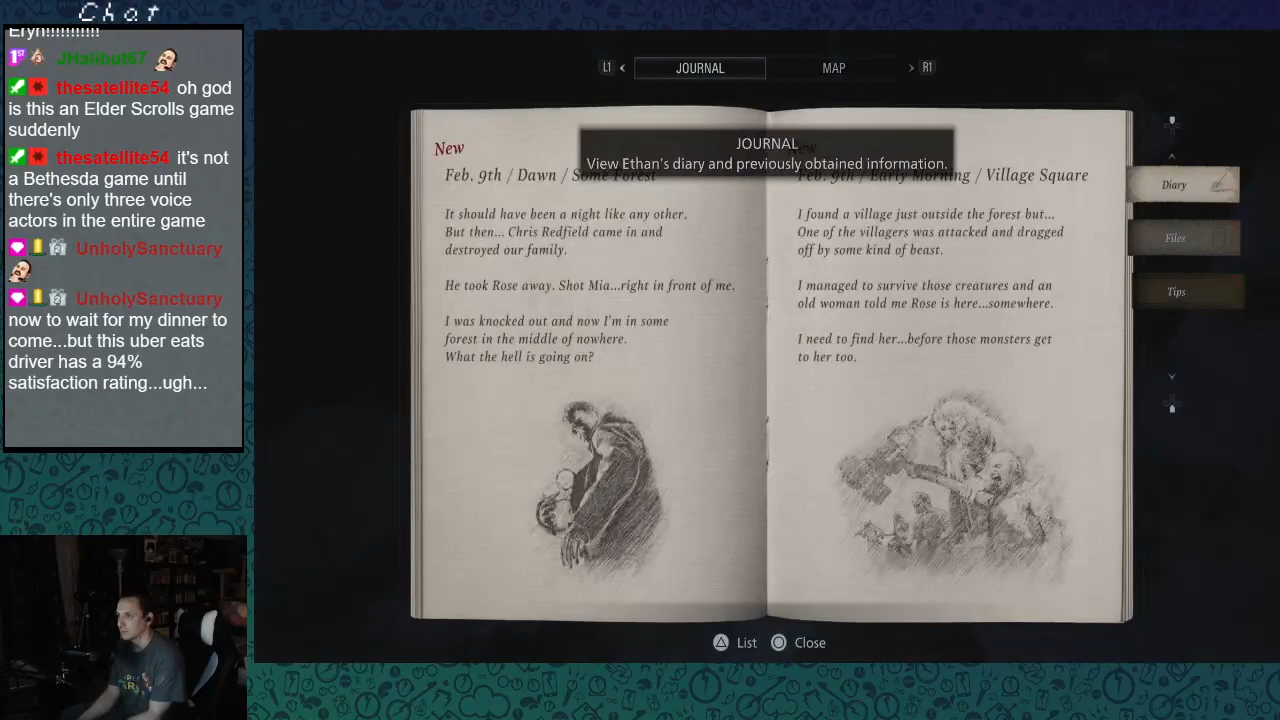 Chat
Eryn!!!!!!!!!!!
1ST 3 JHalibut67
thesatellite54 oh god
is this an Elder Scrolls game
suddenly
thesatellite54 it's not
a Bethesda game until
there's only three voice
actors in the entire game
2 UnholySanctuary
2 UnholySanctuary
now to wait for my dinner to
come...but this uber eats
driver has a 94%
satisfaction rating...ugh...
L1 JOURNAL MAP R1
JOURNAL
View Ethan's diary and previously obtained information.
New
Feb. 9th / Dawn / Some Forest
It should have been a night like any other.
But then... Chris Redfield came in and
destroyed our family.
He took Rose away. Shot Mia...right in front of me.
I was knocked out and now I'm in some
forest in the middle of nowhere.
What the hell is going on?
New
Feb. 9th / Early Morning / Village Square
I found a village just outside the forest but...
One of the villagers was attacked and dragged
off by some kind of beast.
I managed to survive those creatures and an
old woman told me Rose is here...somewhere.
I need to find her...before those monsters get
to her too.
Diary
Files
Tips
List Close